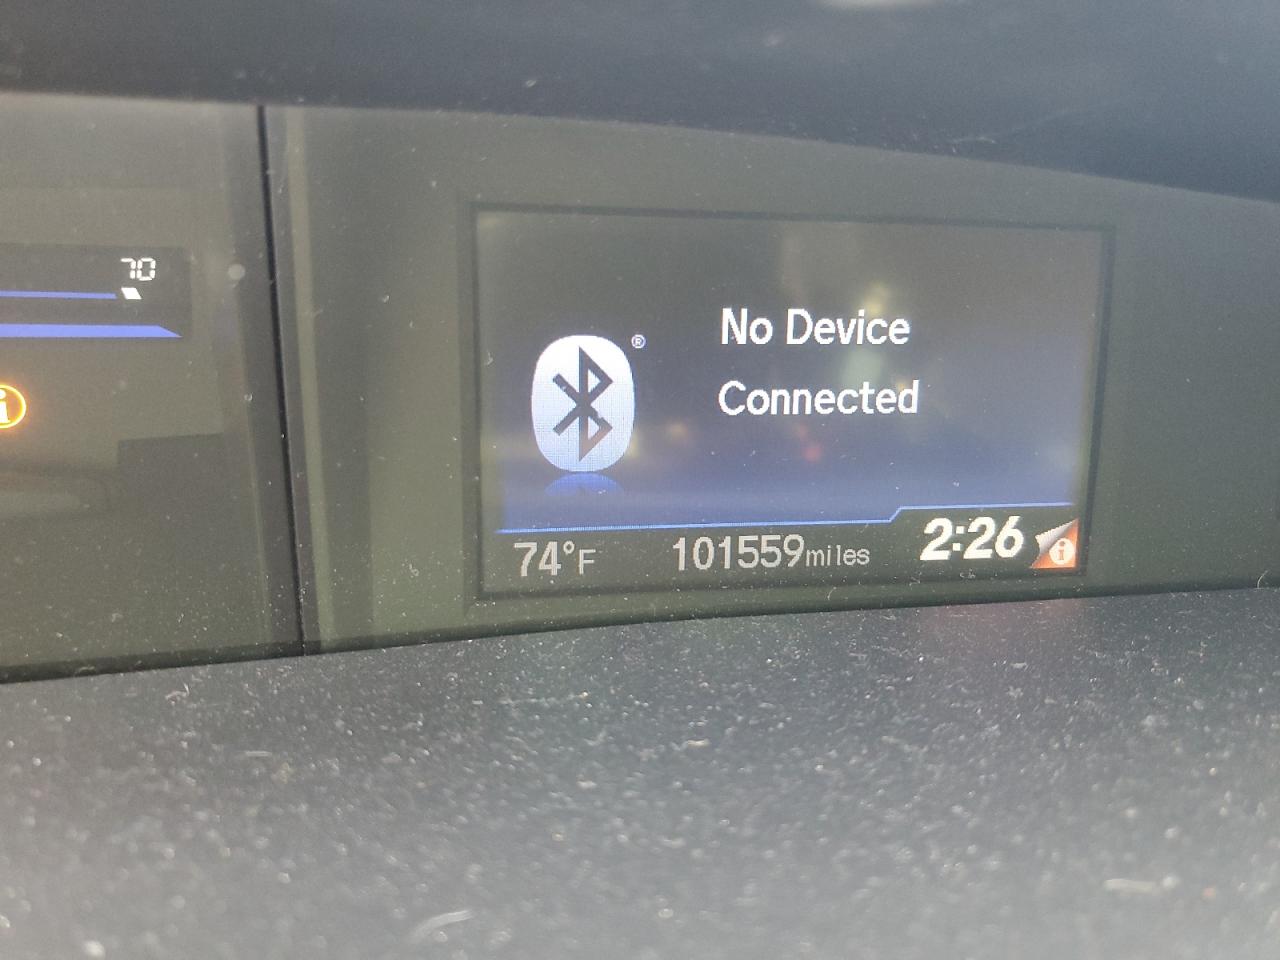 70
i
®
No Device
Connected
74°F 101559miles 2:26 i